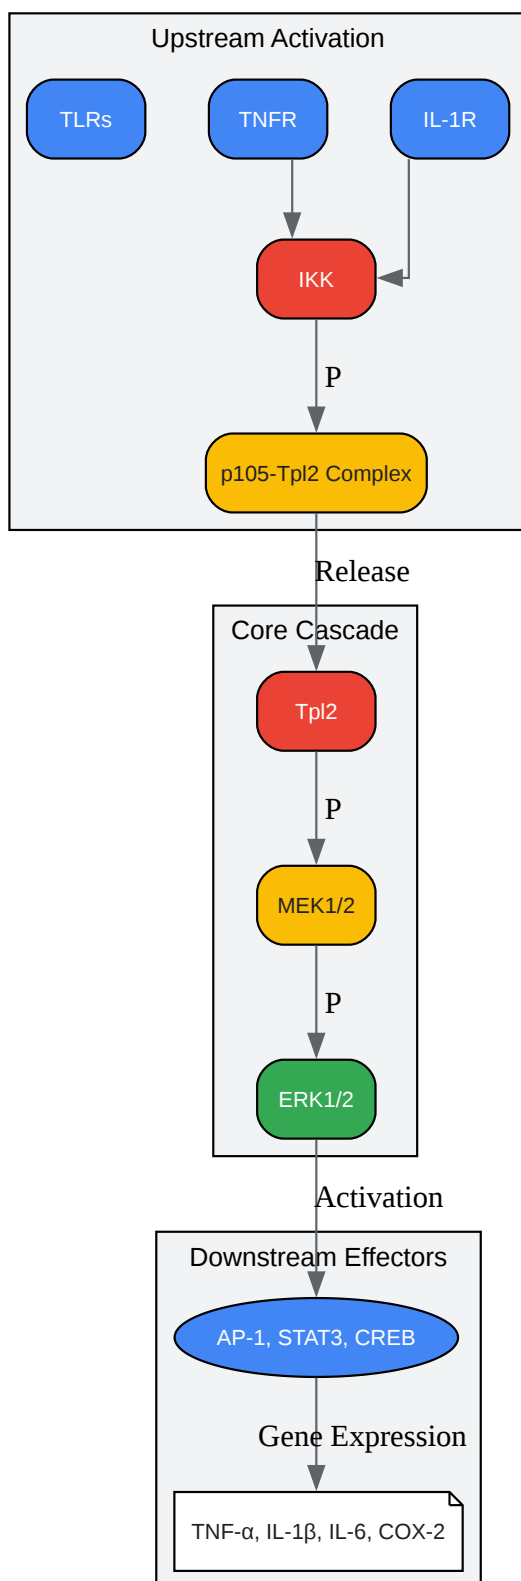 Upstream Activation
TLRs
TNFR
IL-1R
IKK
P
p105-Tpl2 Complex
Release
Core Cascade
Tpl2
P
MEK1/2
P
ERK1/2
Activation
Downstream Effectors
AP-1, STAT3, CREB
Gene Expression
TNF-α, IL-1β, IL-6, COX-2